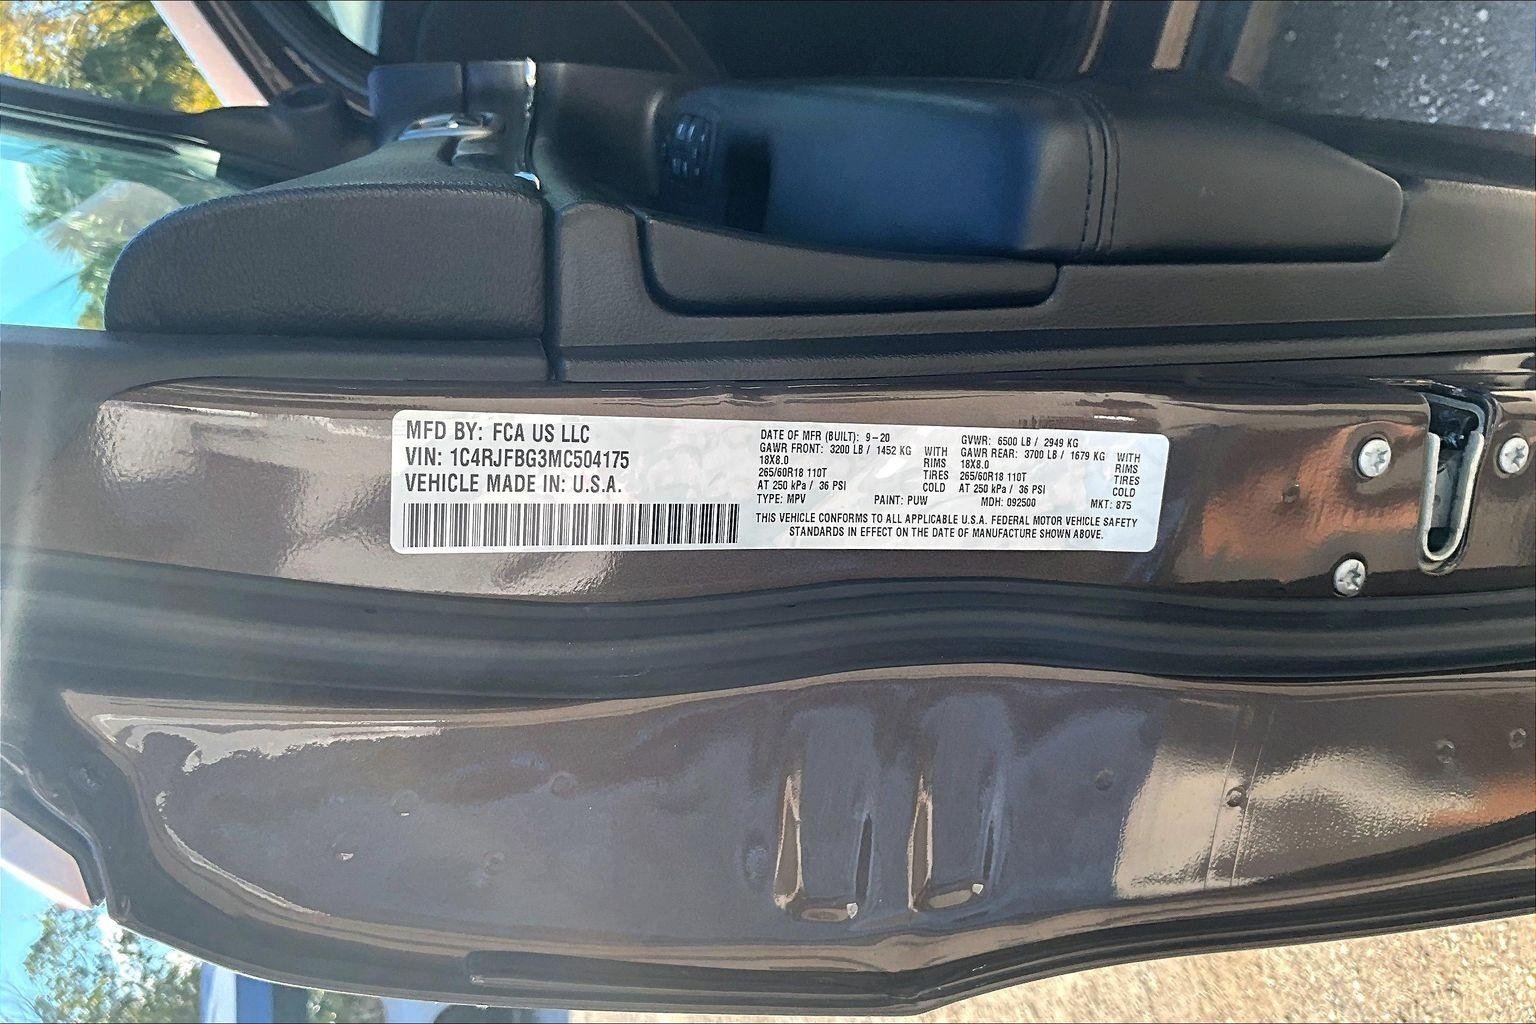 MFD BY: FCA US LLC
VIN: 1C4RJFBG3MC504175
VEHICLE MADE IN: U.S.A.
DATE OF MFR (BUILT): 9-20
GAWR FRONT: 3200 LB / 1452 KG WITH
18X8.0 RIMS
265/60R18 110T TIRES
AT 250 kPa / 36 PSI COLD
GVWR: 6500 LB / 2949 KG
GAWR REAR: 3700 LB / 1679 KG WITH
18X8.0 RIMS
265/60R18 110T TIRES
AT 250 kPa / 36 PSI COLD
TYPE: MPV PAINT: PUW MDH: 092500 MKT: 875
THIS VEHICLE CONFORMS TO ALL APPLICABLE U.S.A. FEDERAL MOTOR VEHICLE SAFETY
STANDARDS IN EFFECT ON THE DATE OF MANUFACTURE SHOWN ABOVE.